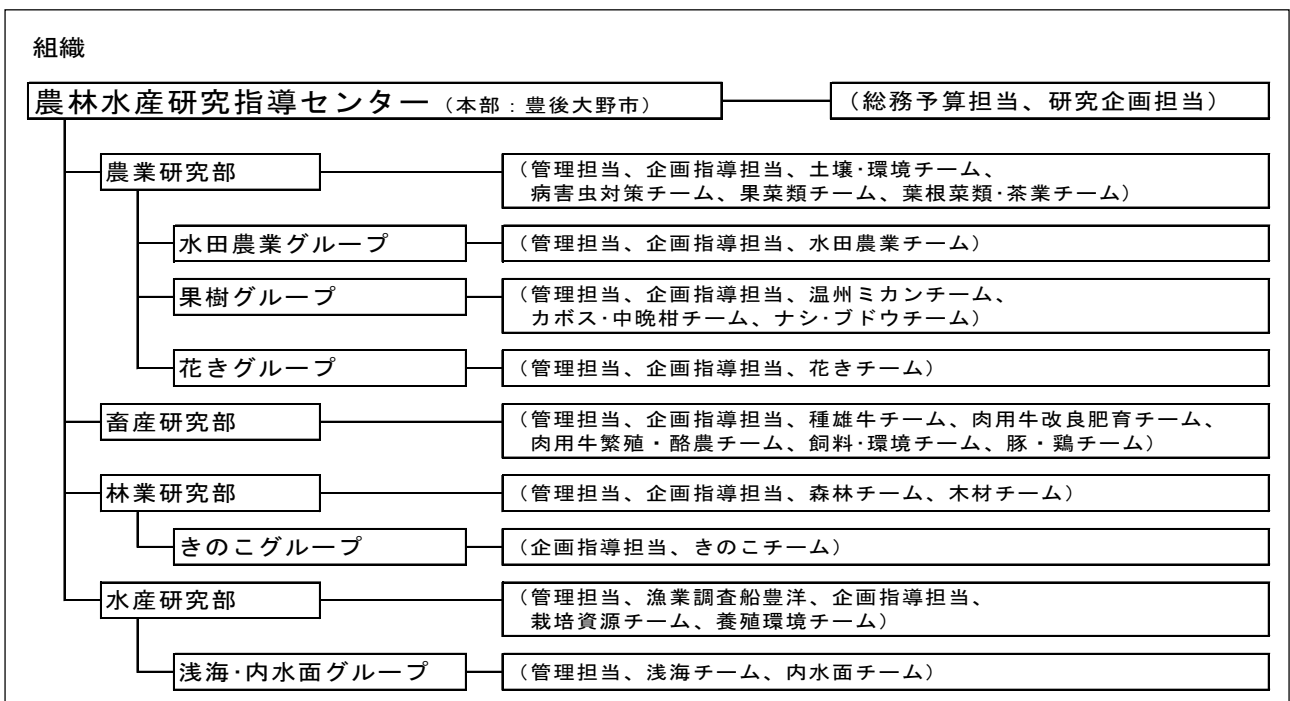 組織
農林水産研究指導センター（本部：豊後大野市）
（総務予算担当、研究企画担当）
農業研究部
（管理担当、企画指導担当、土壌･環境チーム、
病害虫対策チーム、果菜類チーム、葉根菜類･茶業チーム）
水田農業グループ
（管理担当、企画指導担当、水田農業チーム）
果樹グループ
（管理担当、企画指導担当、温州ミカンチーム、
カボス･中晩柑チーム、ナシ･ブドウチーム）
花きグループ
（管理担当、企画指導担当、花きチーム）
畜産研究部
（管理担当、企画指導担当、種雄牛チーム、肉用牛改良肥育チーム、
肉用牛繁殖・酪農チーム、飼料･環境チーム、豚・鶏チーム）
林業研究部
（管理担当、企画指導担当、森林チーム、木材チーム）
きのこグループ
（企画指導担当、きのこチーム）
水産研究部
（管理担当、漁業調査船豊洋、企画指導担当、
栽培資源チーム、養殖環境チーム）
浅海･内水面グループ
（管理担当、浅海チーム、内水面チーム）